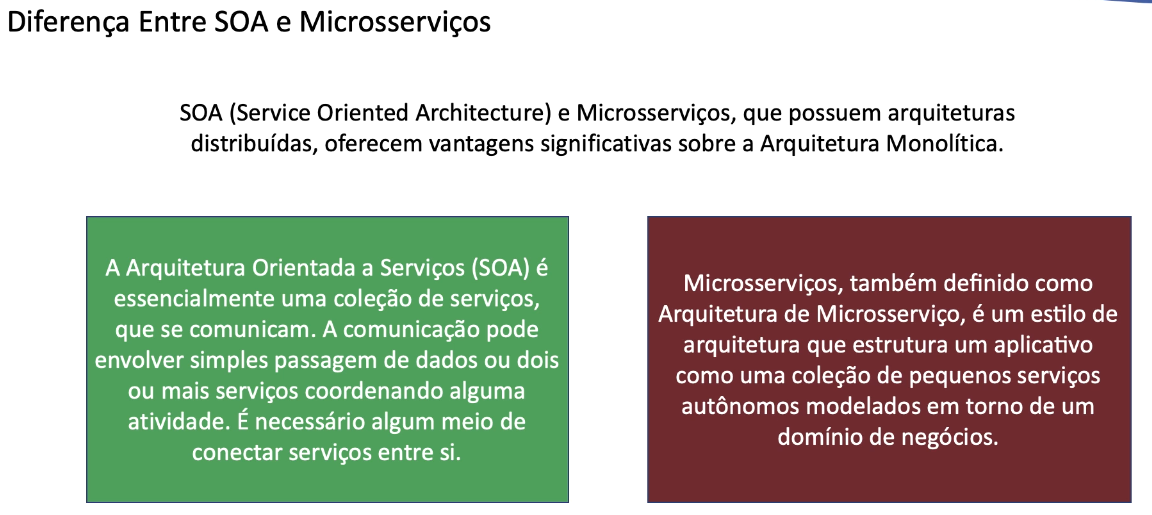 Diferença Entre SOA e Microsserviços
SOA (Service Oriented Architecture) e Microsserviços, que possuem arquiteturas
distribuídas, oferecem vantagens significativas sobre a Arquitetura Monolítica.
A Arquitetura Orientada a Serviços (SOA) é
essencialmente uma coleção de serviços,
que se comunicam. A comunicação pode
envolver simples passagem de dados ou dois
ou mais serviços coordenando alguma
atividade. É necessário algum meio de
conectar serviços entre si.
Microsserviços, também definido como
Arquitetura de Microsserviço, é um estilo de
arquitetura que estrutura um aplicativo
como uma coleção de pequenos serviços
autônomos modelados em torno de um
domínio de negócios.